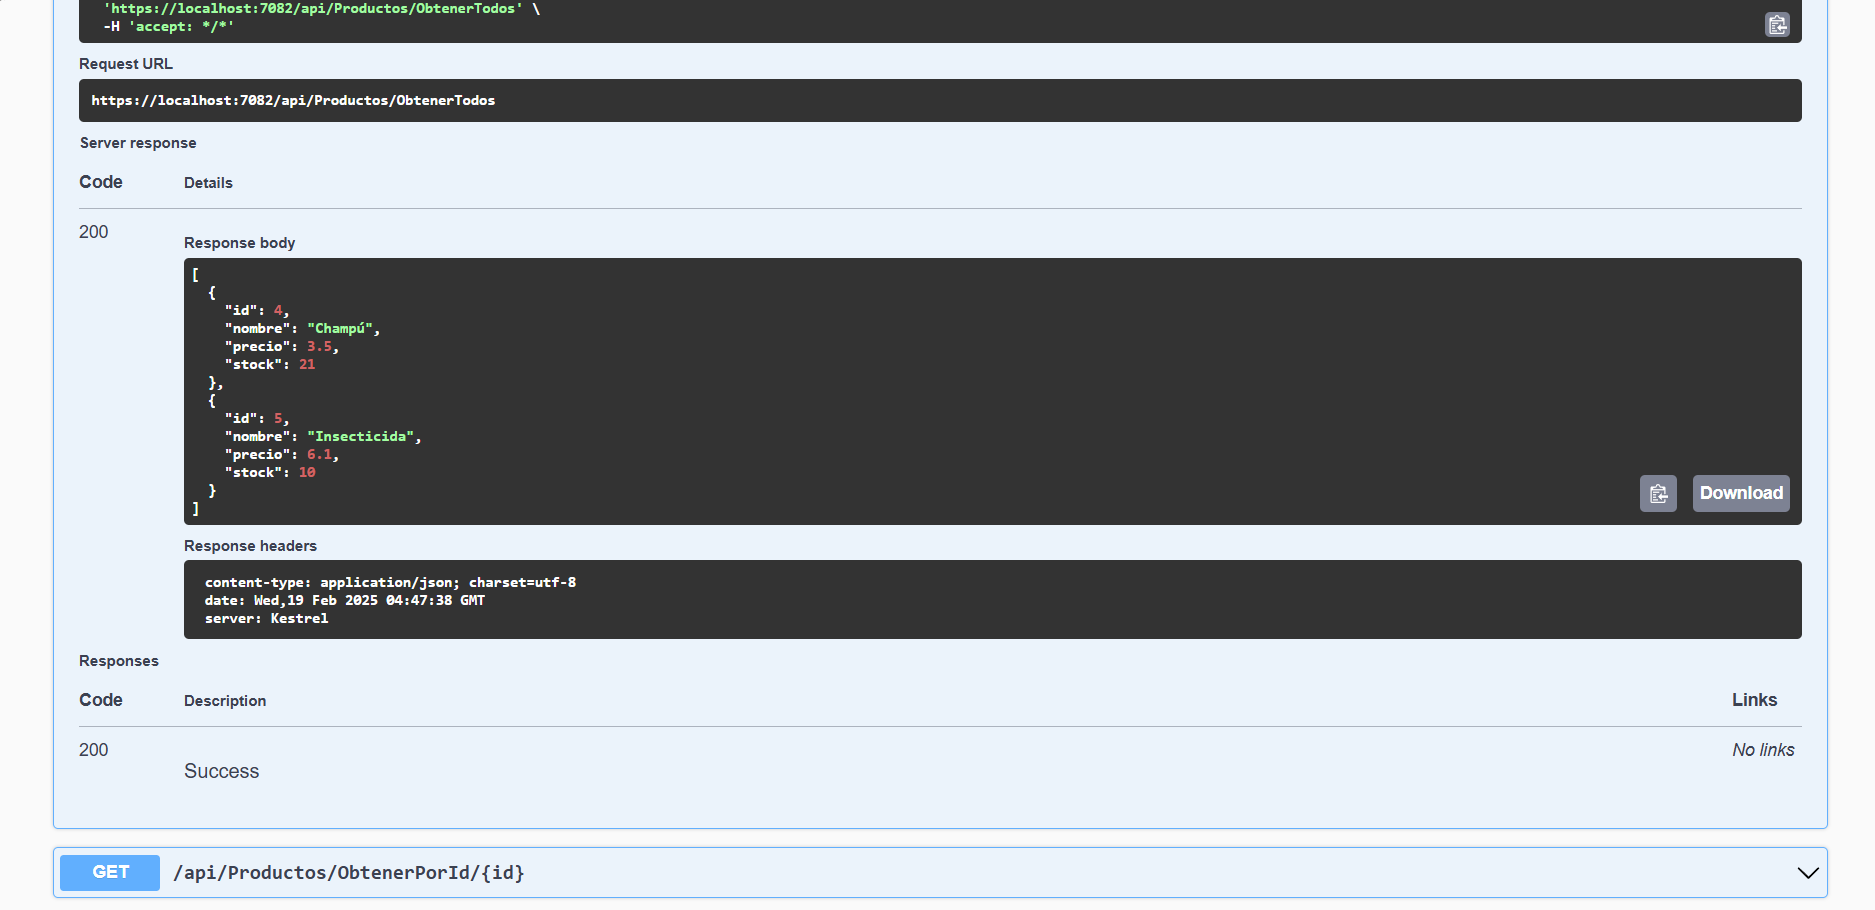 'https://localhost:7082/api/Productos/ObtenerTodos' \
-H 'accept: */*'
Request URL
https://localhost:7082/api/Productos/ObtenerTodos
Server response
Code Details
200
Response body
[
  {
    "id": 4,
    "nombre": "Champú",
    "precio": 3.5,
    "stock": 21
  },
  {
    "id": 5,
    "nombre": "Insecticida",
    "precio": 6.1,
    "stock": 10
  }
]
Download
Response headers
content-type: application/json; charset=utf-8
date: Wed,19 Feb 2025 04:47:38 GMT
server: Kestrel
Responses
Code Description Links
200 No links
Success
GET /api/Productos/ObtenerPorId/{id}